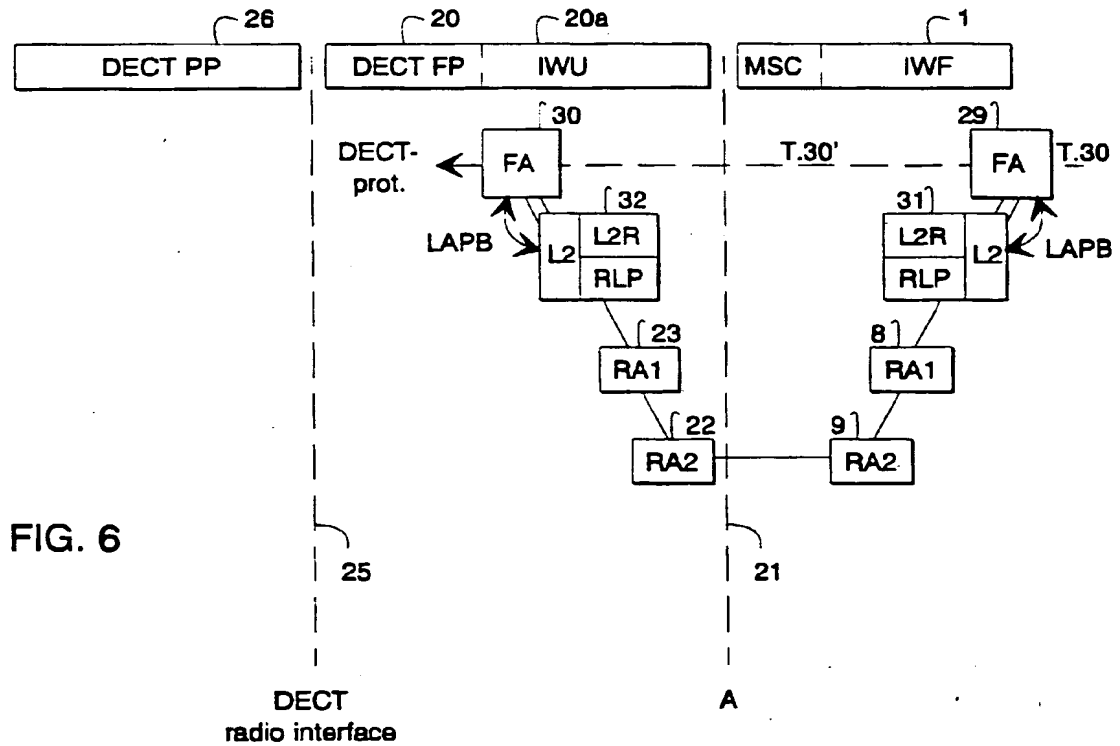 26 20 20a 1
DECT PP DECT FP IWU MSC IWF
30 29
DECT-
prot. FA T.30' FA T.30
32 31
LAPB L2 L2R L2R L2 LAPB
RLP RLP
23 8
RA1 RA1
22 9
RA2 RA2
FIG. 6
25 21
DECT A
radio interface